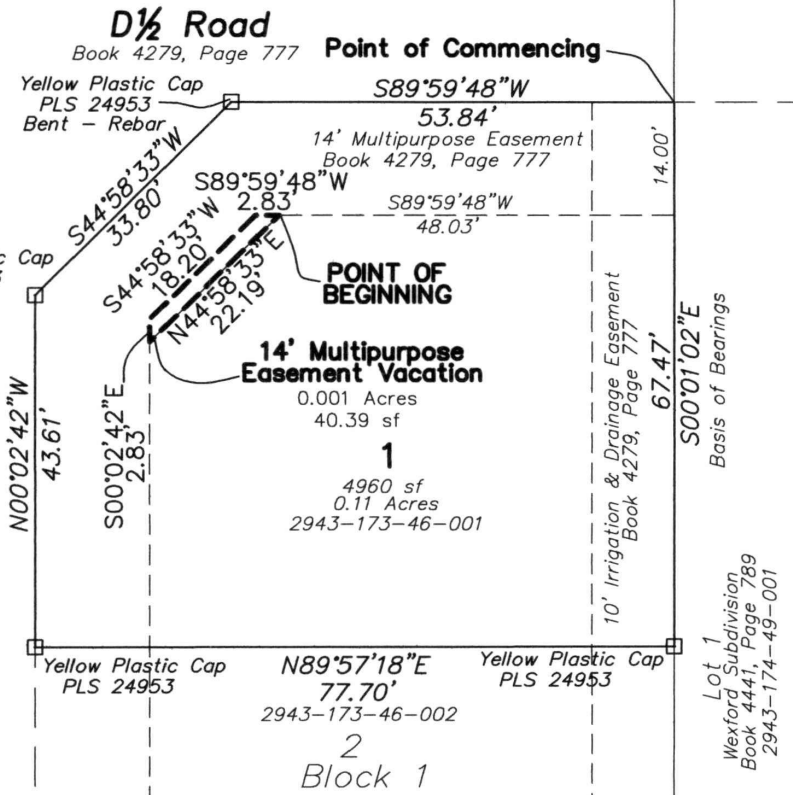 D½ Road
Book 4279, Page 777
Point of Commencing
Yellow Plastic Cap
PLS 24953
Bent – Rebar
S89°59'48"W
53.84'
14' Multipurpose Easement
Book 4279, Page 777
14.00'
S44°58'33"W
33.80'
S89°59'48"W
2.83'
S89°59'48"W
48.03'
S44°58'33"W
18.20'
N44°58'33"E
22.19'
POINT OF
BEGINNING
Cap
14' Multipurpose
Easement Vacation
0.001 Acres
40.39 sf
1
4960 sf
0.11 Acres
2943-173-46-001
S00°02'42"E
2.83'
N00°02'42"W
43.61'
10' Irrigation & Drainage Easement
Book 4279, Page 777
67.47'
S00°01'02"E
Basis of Bearings
Yellow Plastic Cap
PLS 24953
N89°57'18"E
77.70'
2943-173-46-002
Yellow Plastic Cap
PLS 24953
2
Block 1
Lot 1
Wexford Subdivision
Book 4441, Page 789
2943-174-49-001